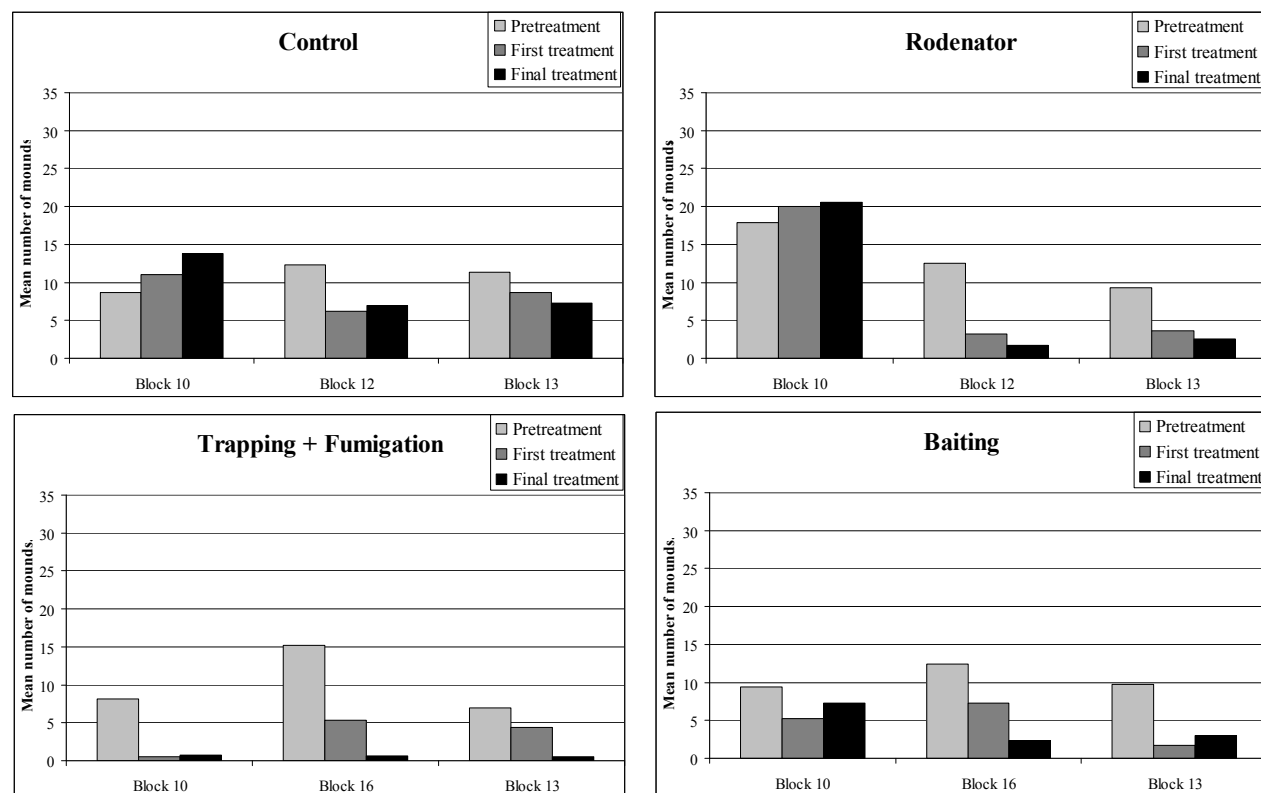 Control
Pretreatment
First treatment
Final treatment
Mean number of mounds
35
30
25
20
15
10
5
0
Block 10 Block 12 Block 13
Rodenator
Pretreatment
First treatment
Final treatment
Mean number of mounds
35
30
25
20
15
10
5
0
Block 10 Block 12 Block 13
Trapping + Fumigation
Pretreatment
First treatment
Final treatment
Mean number of mounds.
35
30
25
20
15
10
5
0
Block 10 Block 16 Block 13
Baiting
Pretreatment
First treatment
Final treatment
Mean number of mounds.
35
30
25
20
15
10
5
0
Block 10 Block 16 Block 13